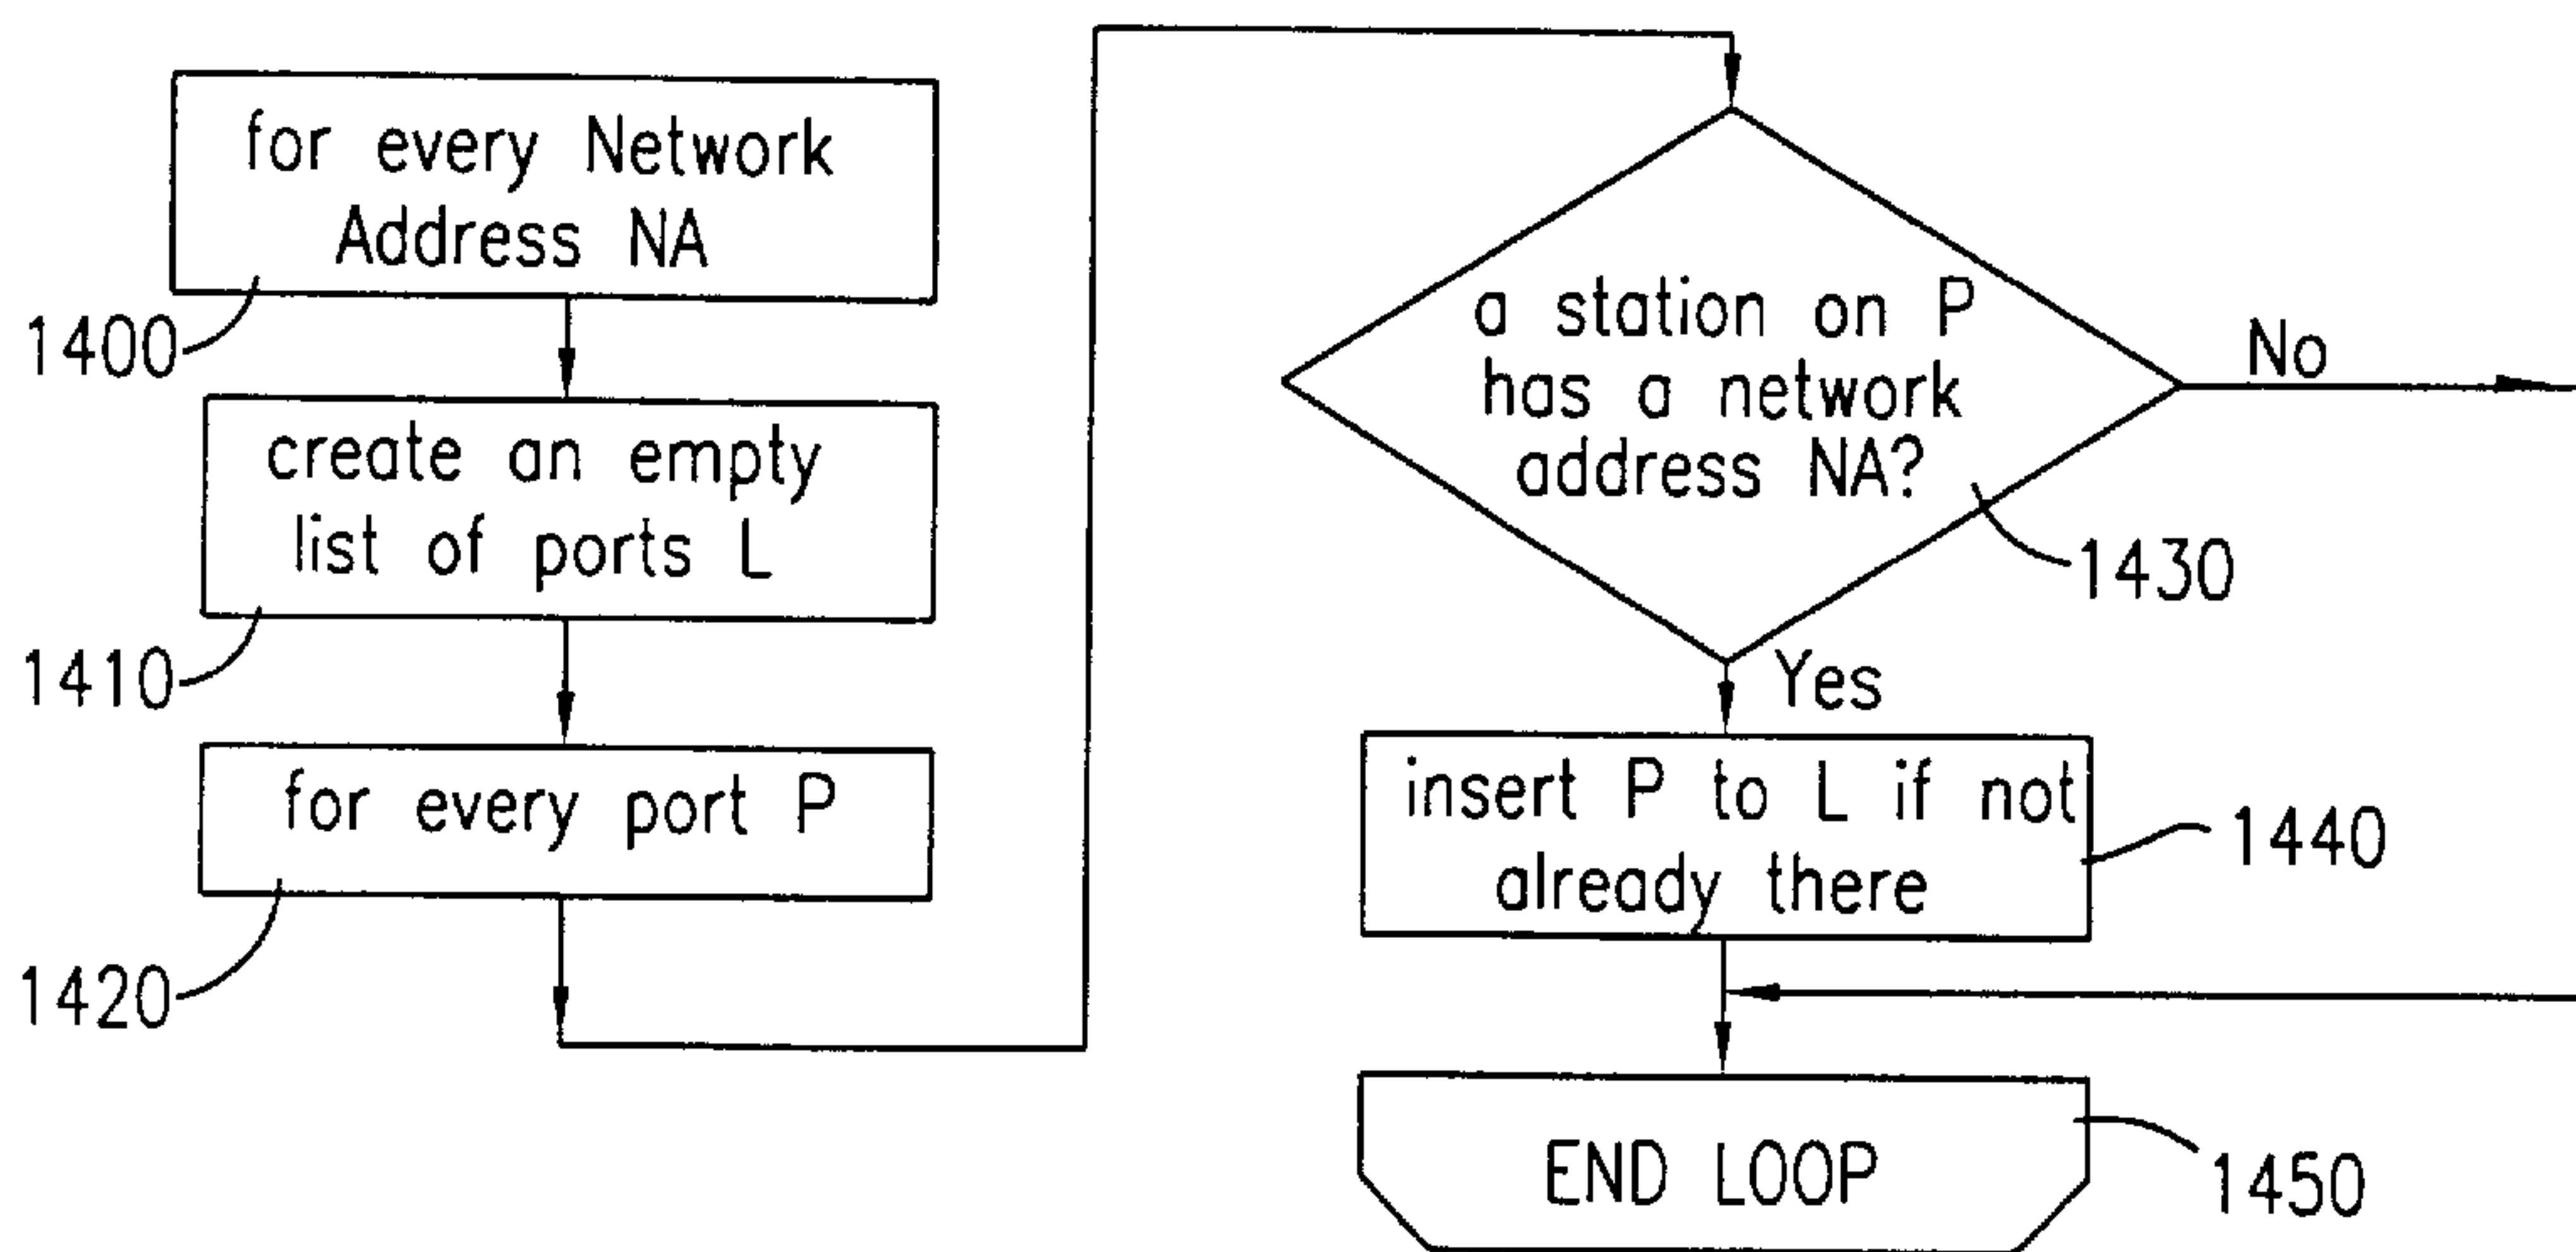 for every Network
Address NA
1400
create an empty
list of ports L
1410
for every port P
1420
a station on P
has a network
address NA?
No
1430
Yes
insert P to L if not
already there
1440
END LOOP
1450